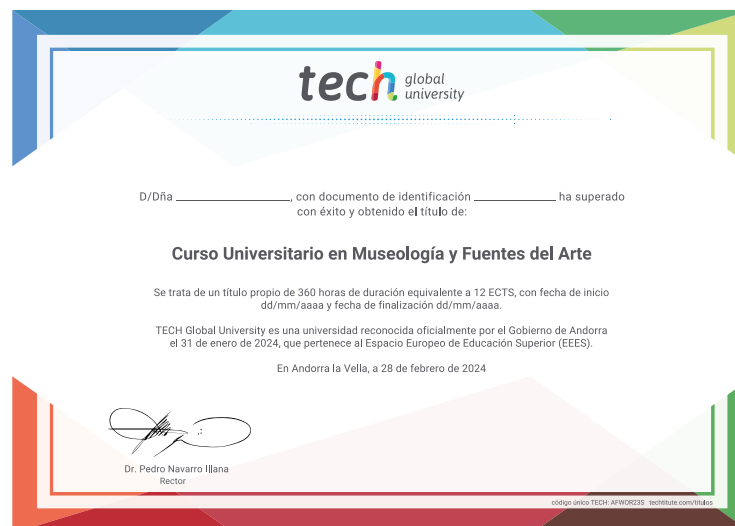 tech global
university
D/Dña ____________________, con documento de identificación ______________ ha superado
con éxito y obtenido el título de:
Curso Universitario en Museología y Fuentes del Arte
Se trata de un título propio de 360 horas de duración equivalente a 12 ECTS, con fecha de inicio
dd/mm/aaaa y fecha de finalización dd/mm/aaaa.
TECH Global University es una universidad reconocida oficialmente por el Gobierno de Andorra
el 31 de enero de 2024, que pertenece al Espacio Europeo de Educación Superior (EEES).
En Andorra la Vella, a 28 de febrero de 2024
Dr. Pedro Navarro Illana
Rector
código único TECH: AFWOR23S techtitute.com/títulos